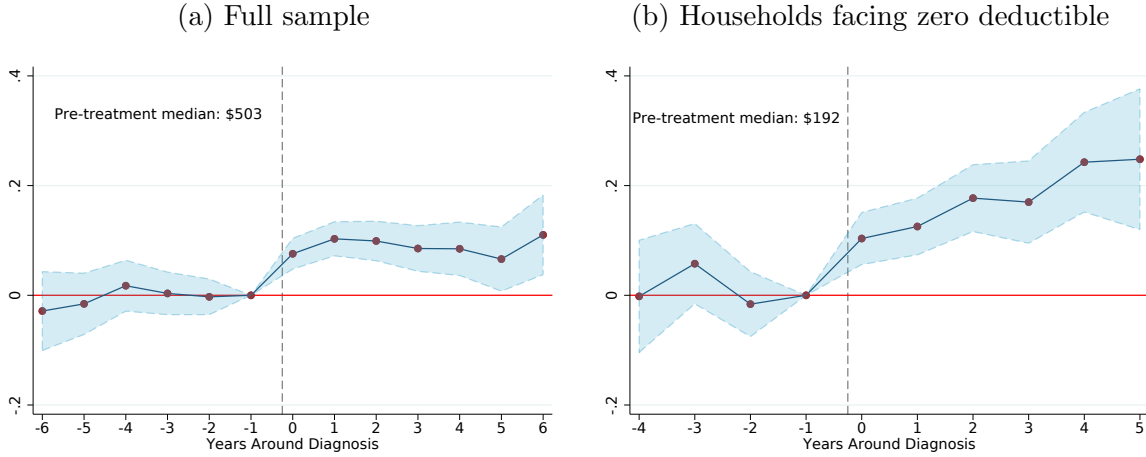 (a) Full sample
.4
.2
0
-.2
Pre-treatment median: $503
-6 -5 -4 -3 -2 -1 0 1 2 3 4 5 6
Years Around Diagnosis
(b) Households facing zero deductible
.4
.2
0
-.2
Pre-treatment median: $192
-4 -3 -2 -1 0 1 2 3 4 5
Years Around Diagnosis